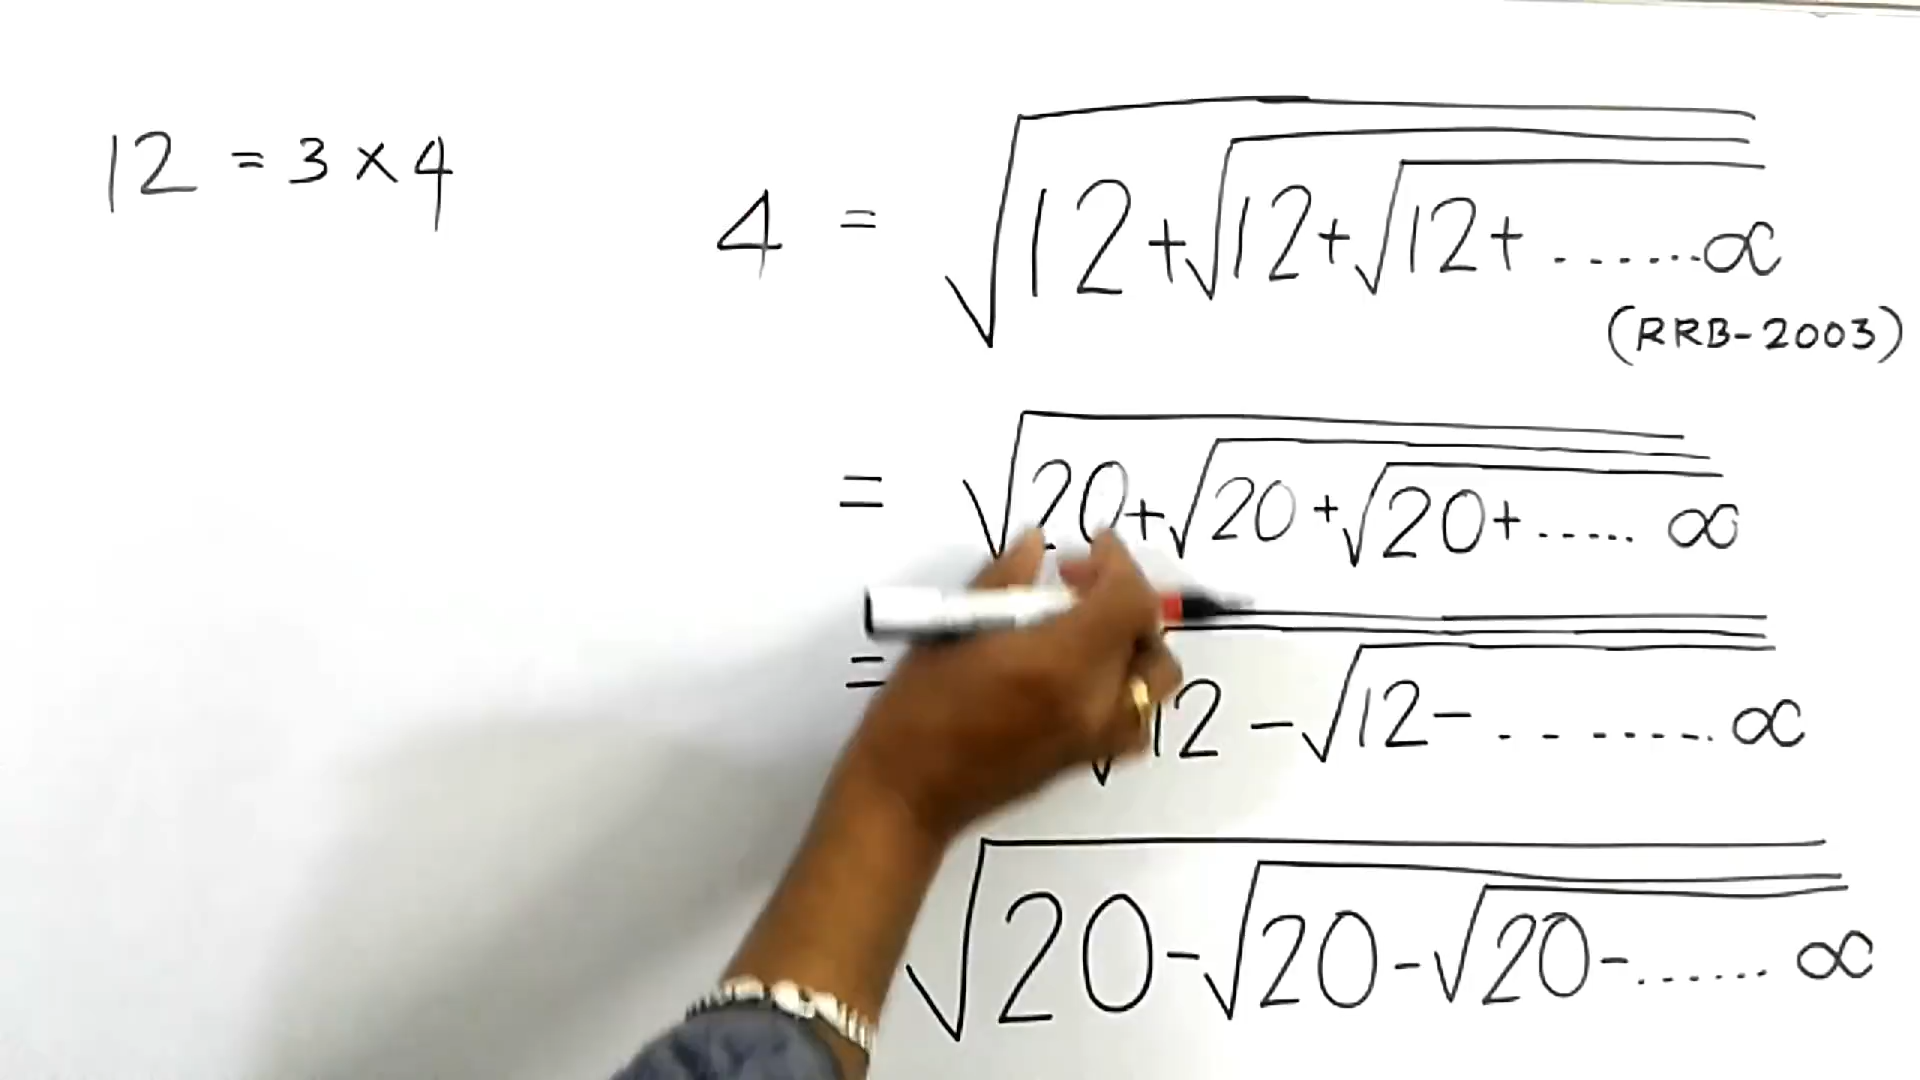 12 = 3 × 4
4 = √12+√12+√12+ ......∝
(RRB-2003)
= √20+√20+√20+..... ∞
= √12-√12-........∝
√20-√20-√20-...... ∝